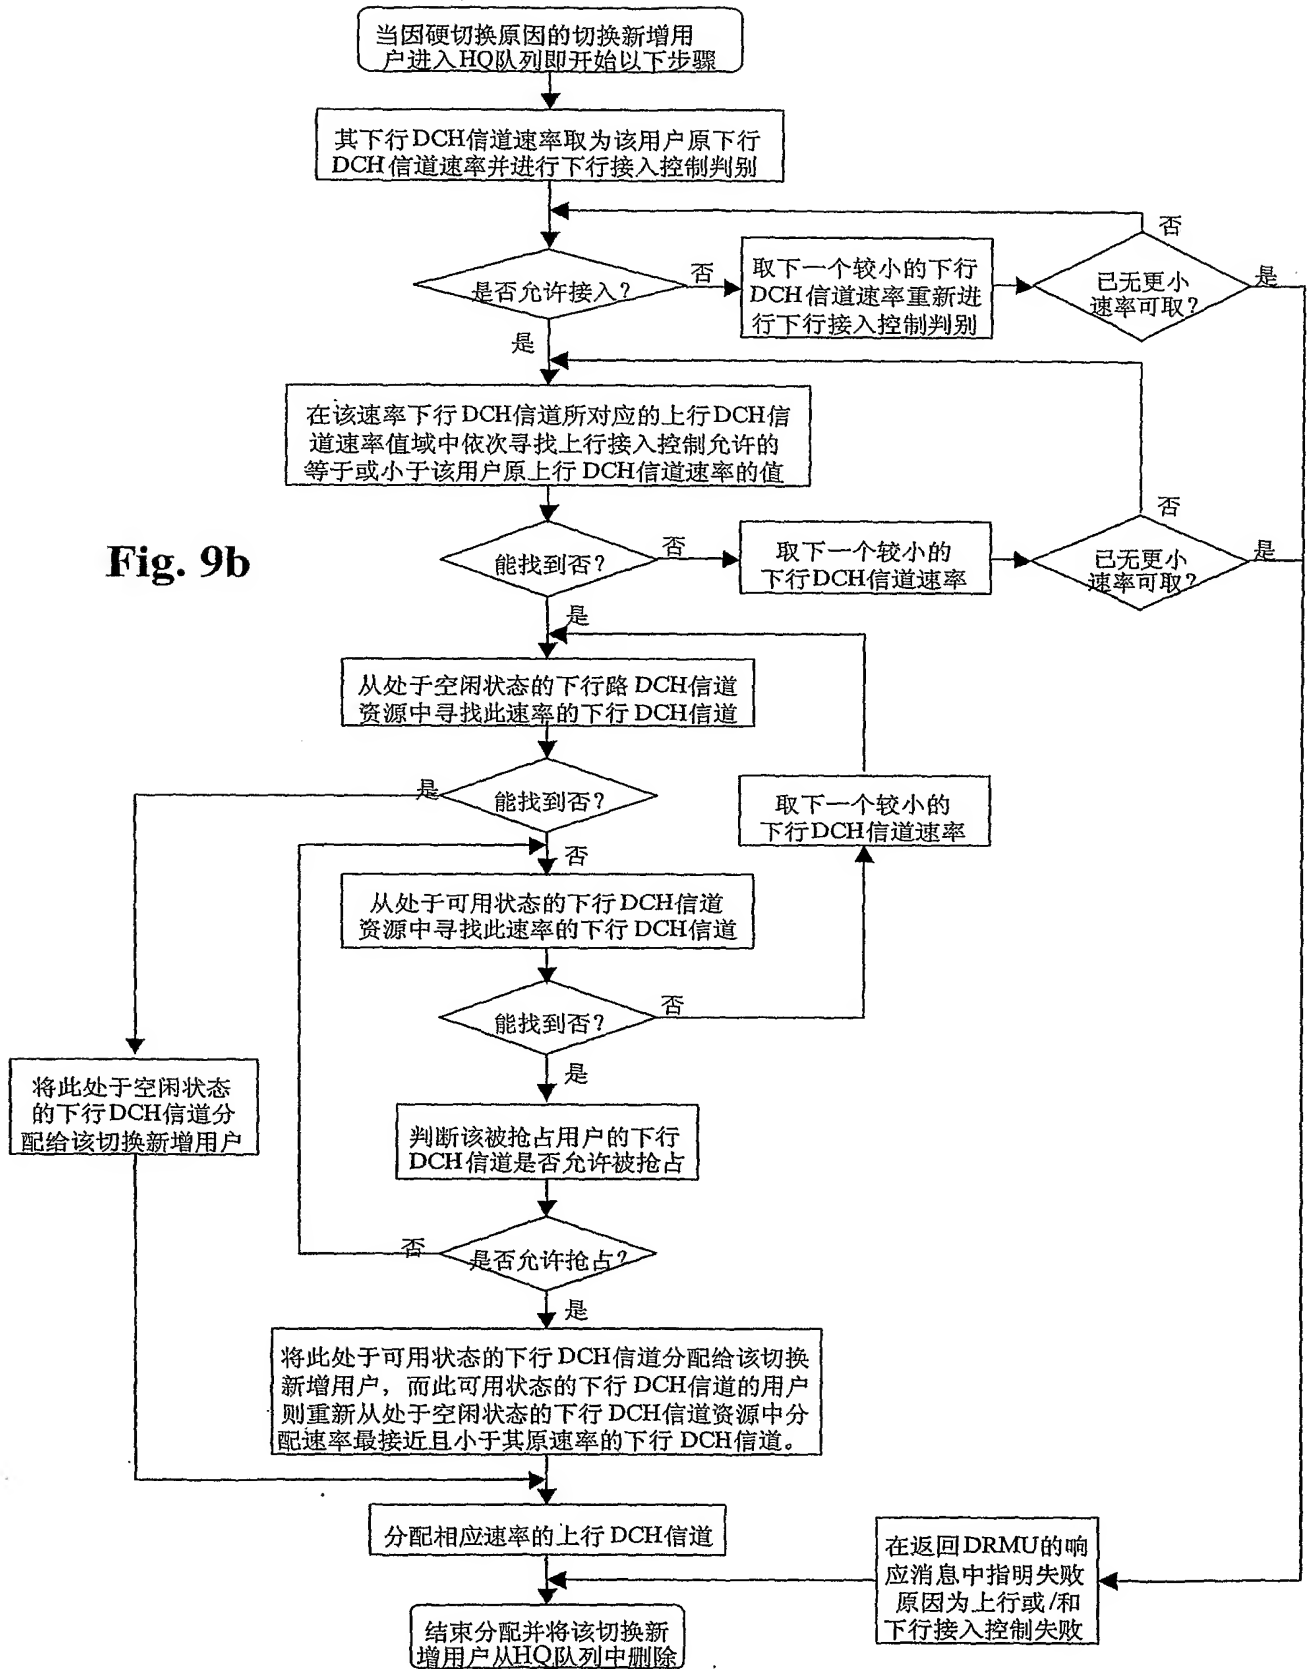 当因硬切换原因的切换新增用
户进入HQ队列即开始以下步骤
其下行DCH信道速率取为该用户原下行
DCH信道速率并进行下行接入控制判别
否
是否允许接入？
否
取下一个较小的下行
DCH信道速率重新进
行下行接入控制判别
已无更小
速率可取？
是
是
在该速率下行DCH信道所对应的上行DCH信
道速率值域中依次寻找上行接入控制允许的
等于或小于该用户原上行DCH信道速率的值
否
Fig. 9b
能找到否？
否
取下一个较小的
下行DCH信道速率
已无更小
速率可取？
是
是
从处于空闲状态的下行路DCH信道
资源中寻找此速率的下行DCH信道
是
能找到否？
取下一个较小的
下行DCH信道速率
否
从处于可用状态的下行DCH信道
资源中寻找此速率的下行DCH信道
能找到否？
否
是
将此处于空闲状态
的下行DCH信道分
配给该切换新增用户
判断该被抢占用户的下行
DCH信道是否允许被抢占
否
是否允许抢占？
是
将此处于可用状态的下行DCH信道分配给该切换
新增用户，而此可用状态的下行DCH信道的用户
则重新从处于空闲状态的下行DCH信道资源中分
配速率最接近且小于其原速率的下行DCH信道。
分配相应速率的上行DCH信道
在返回DRMU的响
应消息中指明失败
原因为上行或/和
下行接入控制失败
结束分配并将该切换新
增用户从HQ队列中删除